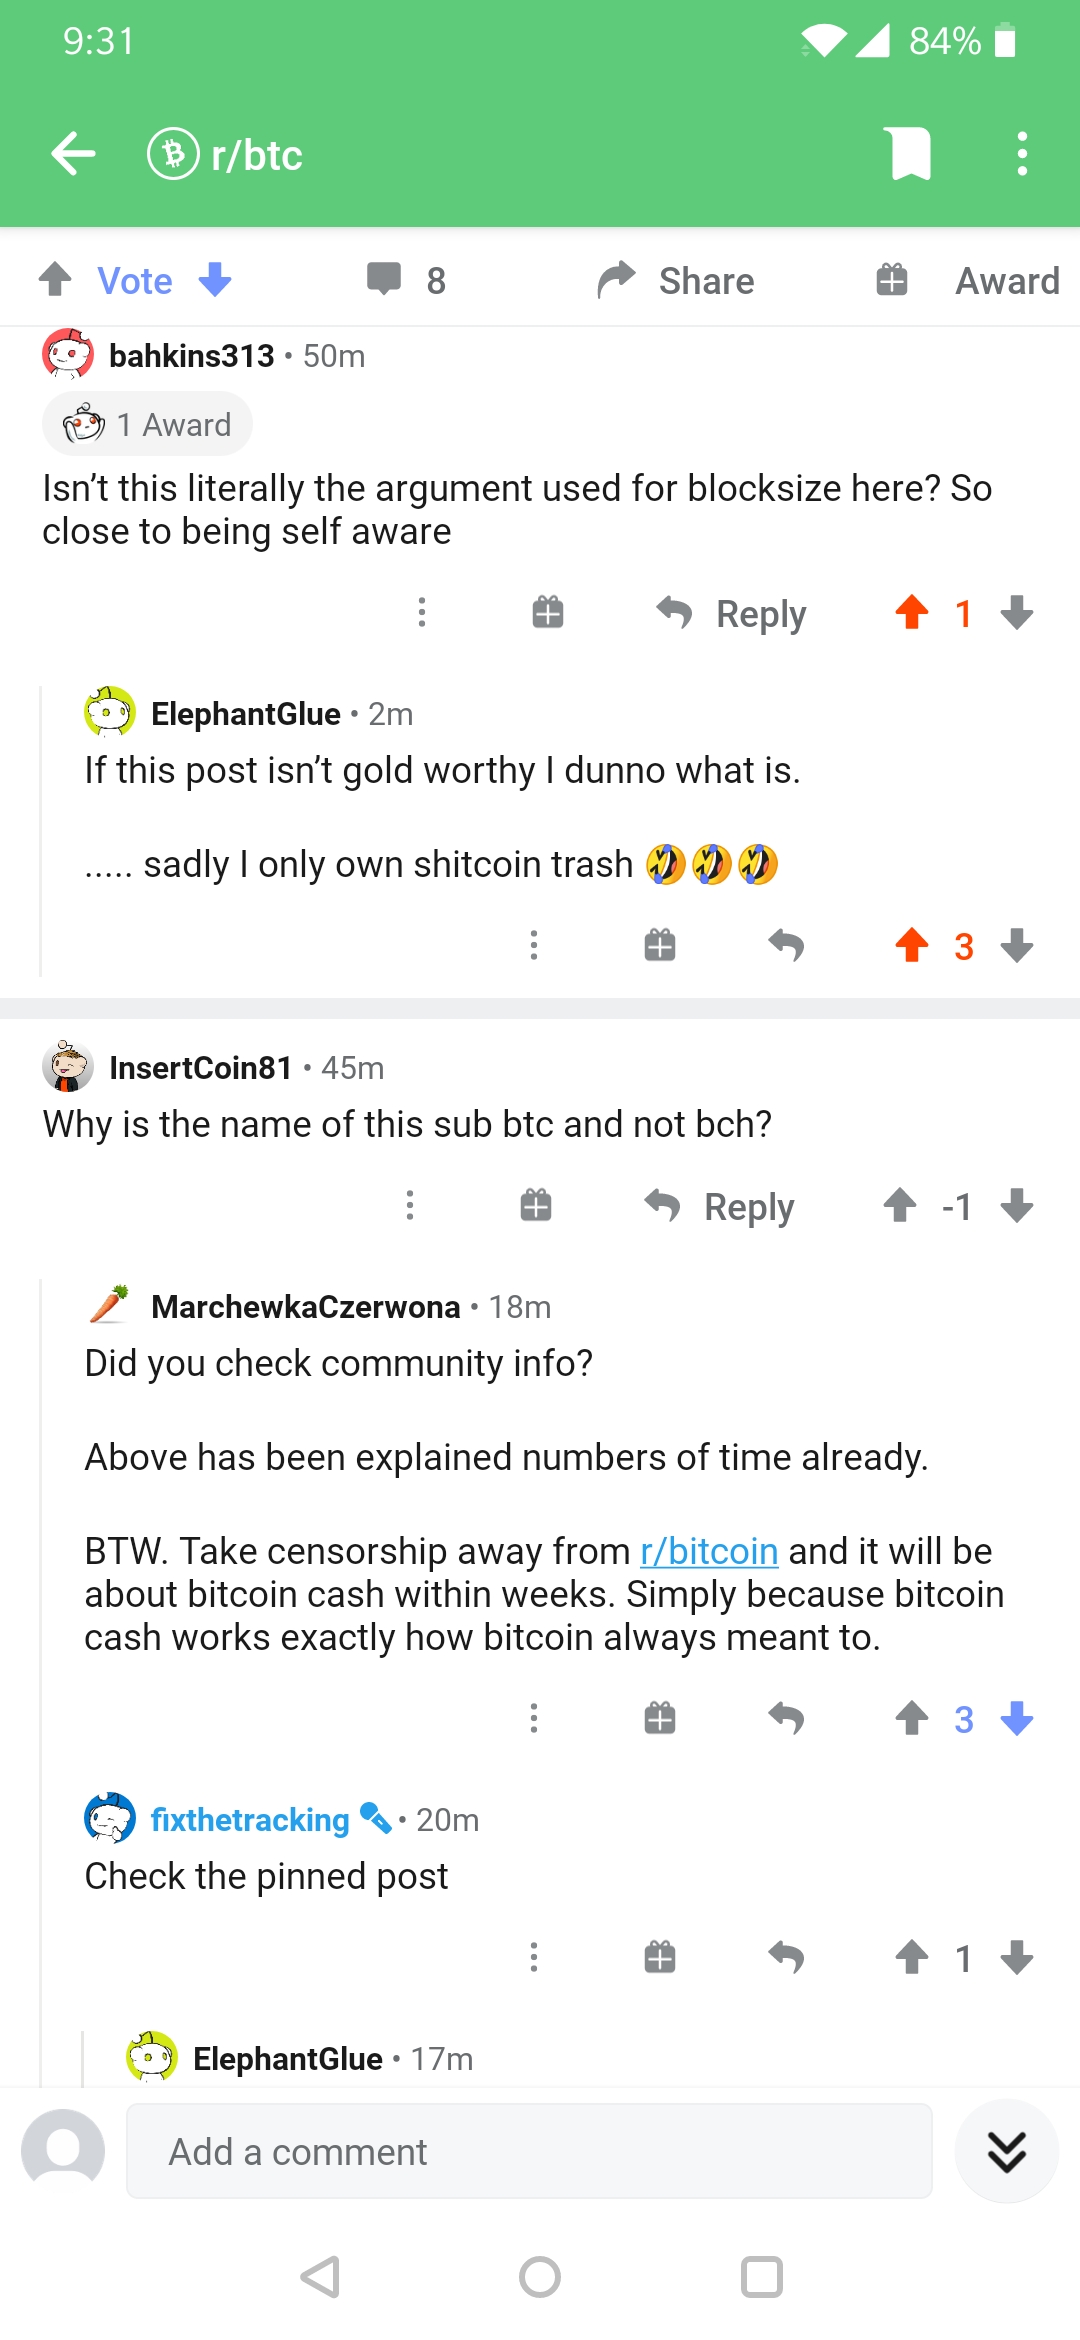 9:31
84%
r/btc
Vote
8
Share
Award
bahkins313 • 50m
1 Award
Isn’t this literally the argument used for blocksize here? So
close to being self aware
Reply
1
ElephantGlue • 2m
If this post isn’t gold worthy I dunno what is.
..... sadly I only own shitcoin trash 🤣🤣🤣
3
InsertCoin81 • 45m
Why is the name of this sub btc and not bch?
Reply
-1
MarchewkaCzerwona • 18m
Did you check community info?
Above has been explained numbers of time already.
BTW. Take censorship away from r/bitcoin and it will be
about bitcoin cash within weeks. Simply because bitcoin
cash works exactly how bitcoin always meant to.
3
fixthetracking • 20m
Check the pinned post
1
ElephantGlue • 17m
Add a comment